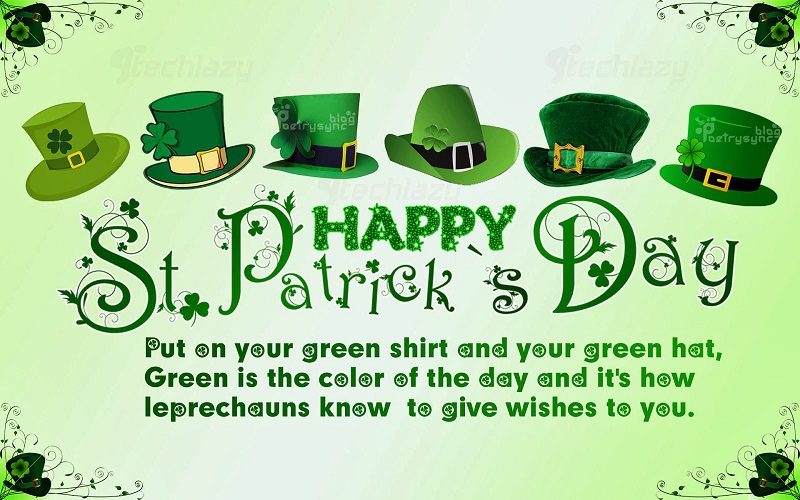 techlazy
techlazy
Poetrysync blog
Poetrysync blog
techlazy
HAPPY
St. Patrick`s Day
Put on your green shirt and your green hat,
Green is the color of the day and it's how
leprechauns know to give wishes to you.